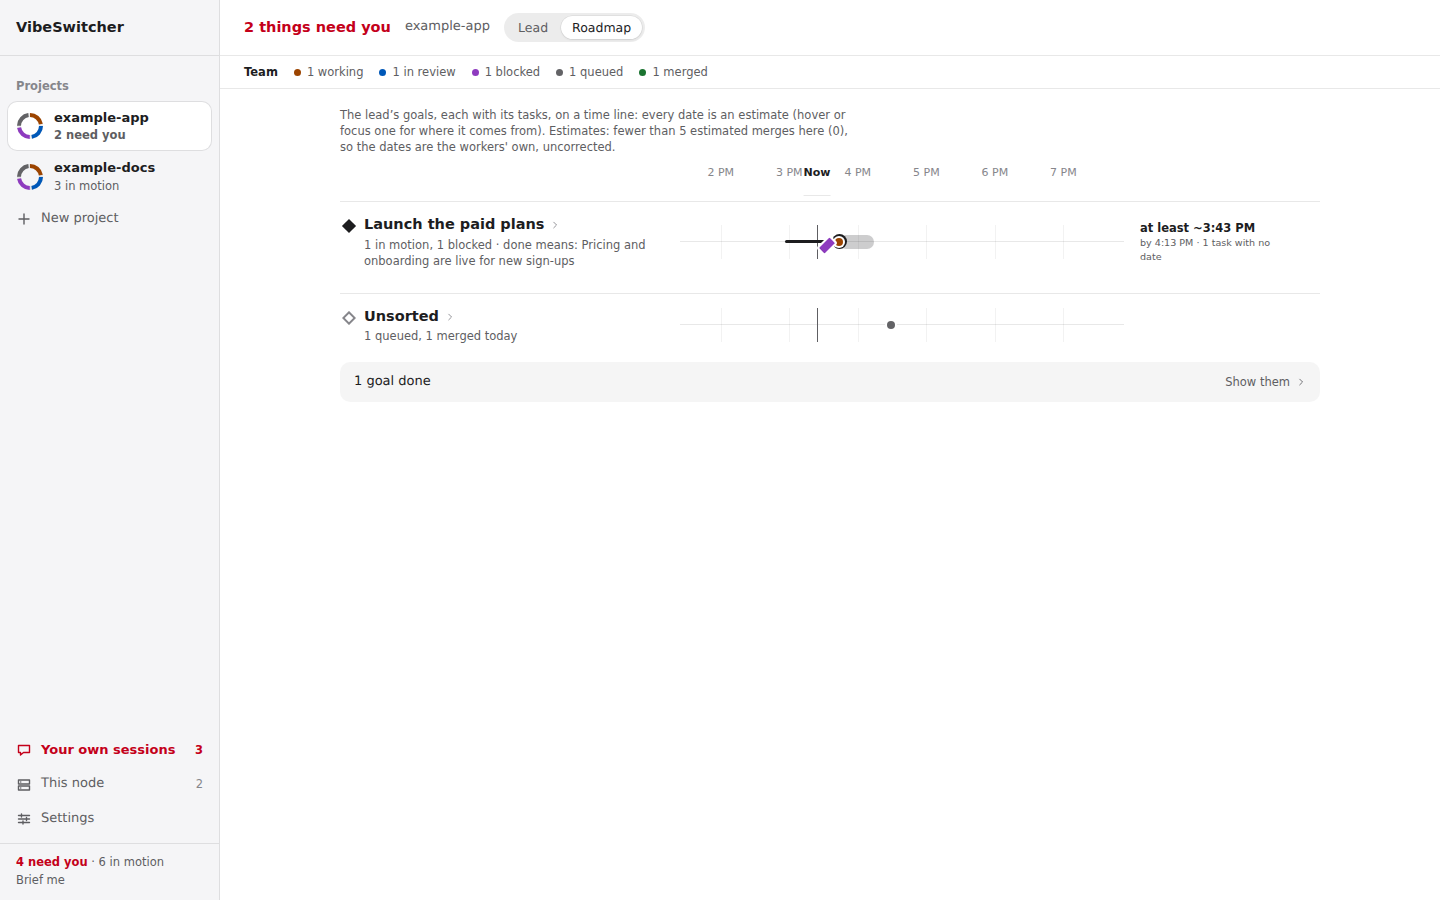 VibeSwitcher
2 things need you
example-app
Lead
Roadmap
Team
1 working
1 in review
1 blocked
1 queued
1 merged
Projects
example-app
2 need you
example-docs
3 in motion
New project
The lead’s goals, each with its tasks, on a time line: every date is an estimate (hover or
focus one for where it comes from). Estimates: fewer than 5 estimated merges here (0),
so the dates are the workers' own, uncorrected.
2 PM
3 PM
Now
4 PM
5 PM
6 PM
7 PM
Launch the paid plans
1 in motion, 1 blocked · done means: Pricing and
onboarding are live for new sign-ups
at least ~3:43 PM
by 4:13 PM · 1 task with no
date
Unsorted
1 queued, 1 merged today
1 goal done
Show them
Your own sessions 3
This node 2
Settings
4 need you · 6 in motion
Brief me